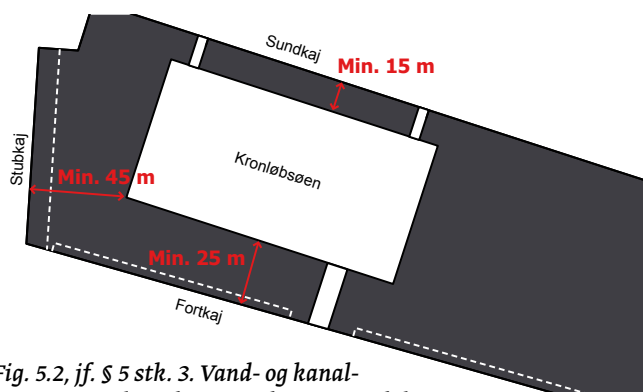 Sundkaj
Min. 15 m
Kronløbsøen
Stubkaj
Min. 45 m
Min. 25 m
Fortkaj
Fig. 5.2, jf. § 5 stk. 3. Vand- og kanal-